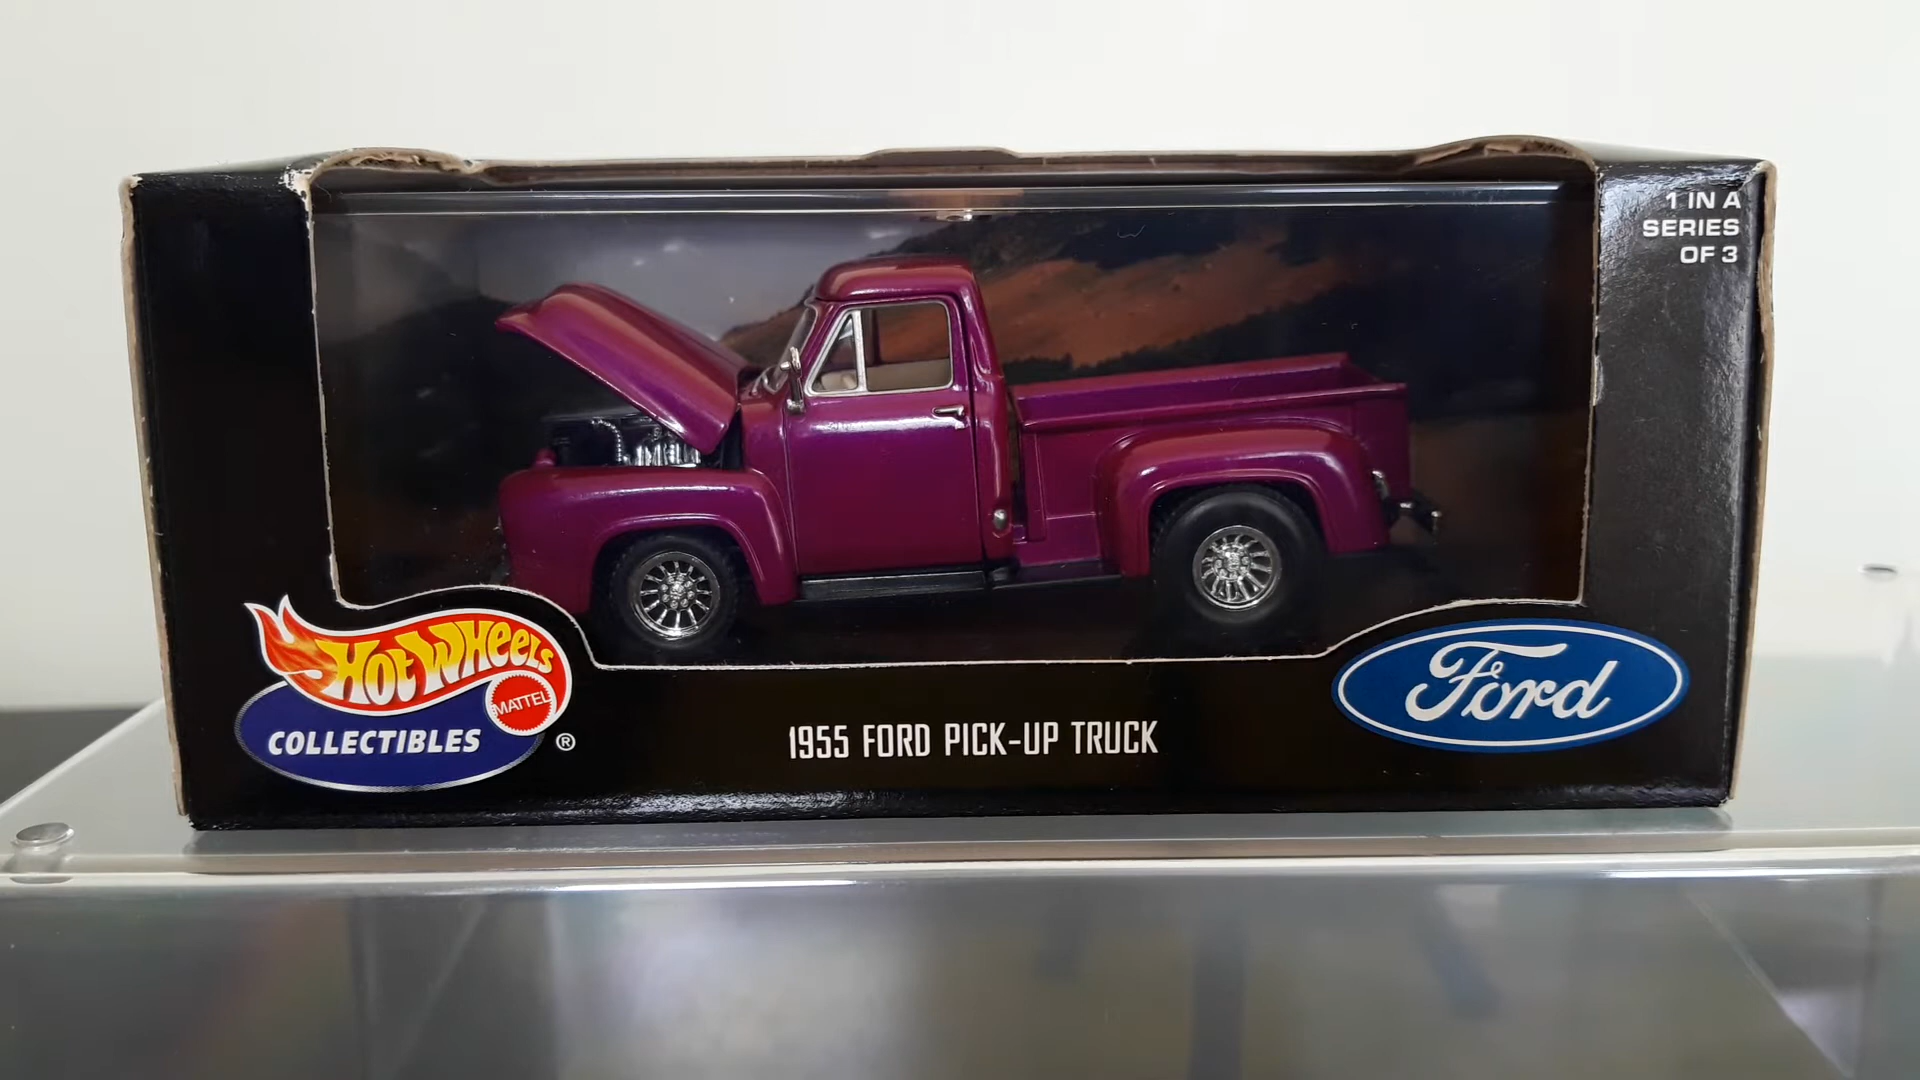 1 IN A
SERIES
OF 3
HOT WHEELS
MATTEL
COLLECTIBLES ®
1955 FORD PICK-UP TRUCK
Ford